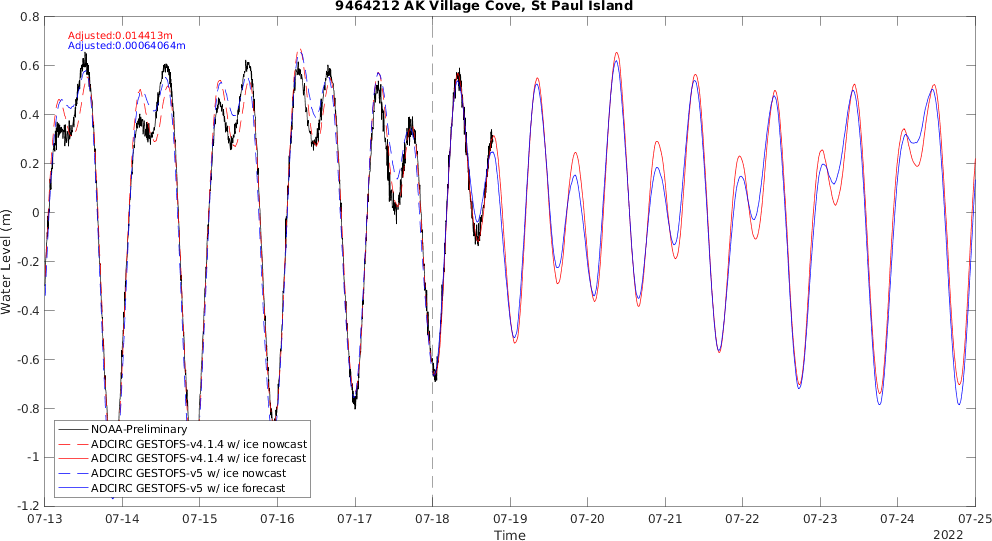 9464212 AK Village Cove, St Paul Island
Adjusted:0.014413m
Adjusted:0.00064064m
0.8
0.6
0.4
0.2
0
-0.2
-0.4
-0.6
-0.8
-1
-1.2
Water Level (m)
NOAA-Preliminary
ADCIRC GESTOFS-v4.1.4 w/ ice nowcast
ADCIRC GESTOFS-v4.1.4 w/ ice forecast
ADCIRC GESTOFS-v5 w/ ice nowcast
ADCIRC GESTOFS-v5 w/ ice forecast
07-13 07-14 07-15 07-16 07-17 07-18 07-19 07-20 07-21 07-22 07-23 07-24 07-25
Time
2022